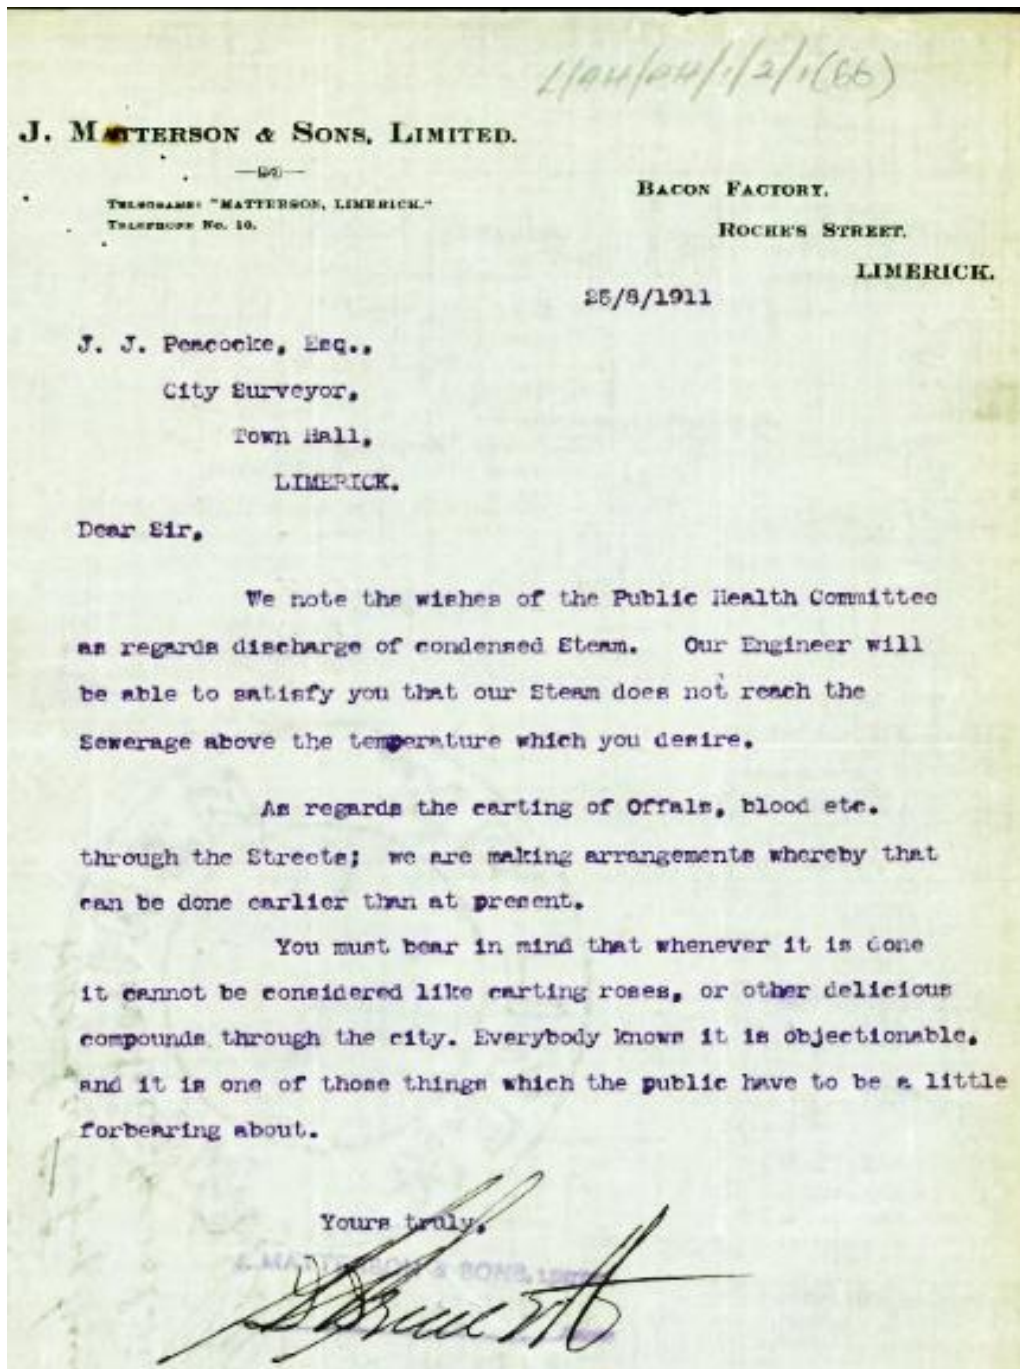 L/04/04/1/2/1(66)
J. MATTERSON & SONS, LIMITED.
TELEGRAMS: "MATTERSON, LIMERICK."
TELEPHONE No. 10.
BACON FACTORY.
ROCHE'S STREET.
LIMERICK.
25/8/1911
J. J. Peacocke, Esq.,
City Surveyor,
Town Hall,
LIMERICK.
Dear Sir,
We note the wishes of the Public Health Committee
as regards discharge of condensed Steam. Our Engineer will
be able to satisfy you that our Steam does not reach the
Sewerage above the temperature which you desire.
As regards the carting of Offals, blood etc.
through the Streets; we are making arrangements whereby that
can be done earlier than at present.
You must bear in mind that whenever it is done
it cannot be considered like carting roses, or other delicious
compounds through the city. Everybody knows it is objectionable,
and it is one of those things which the public have to be a little
forbearing about.
Yours truly,
J. MATTERSON & SONS,